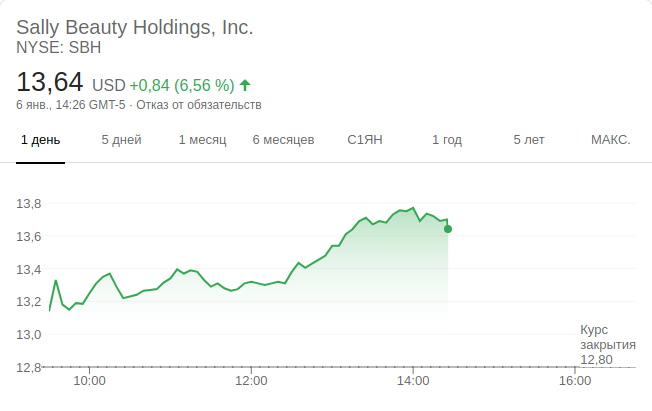 Sally Beauty Holdings, Inc.
NYSE: SBH
13,64 USD +0,84 (6,56 %)
6 янв., 14:26 GMT-5 · Отказ от обязательств
1 день 5 дней 1 месяц 6 месяцев С1ЯН 1 год 5 лет МАКС.
13,8
13,6
13,4
13,2
13,0
12,8
Курс
закрытия
12,80
10:00 12:00 14:00 16:00